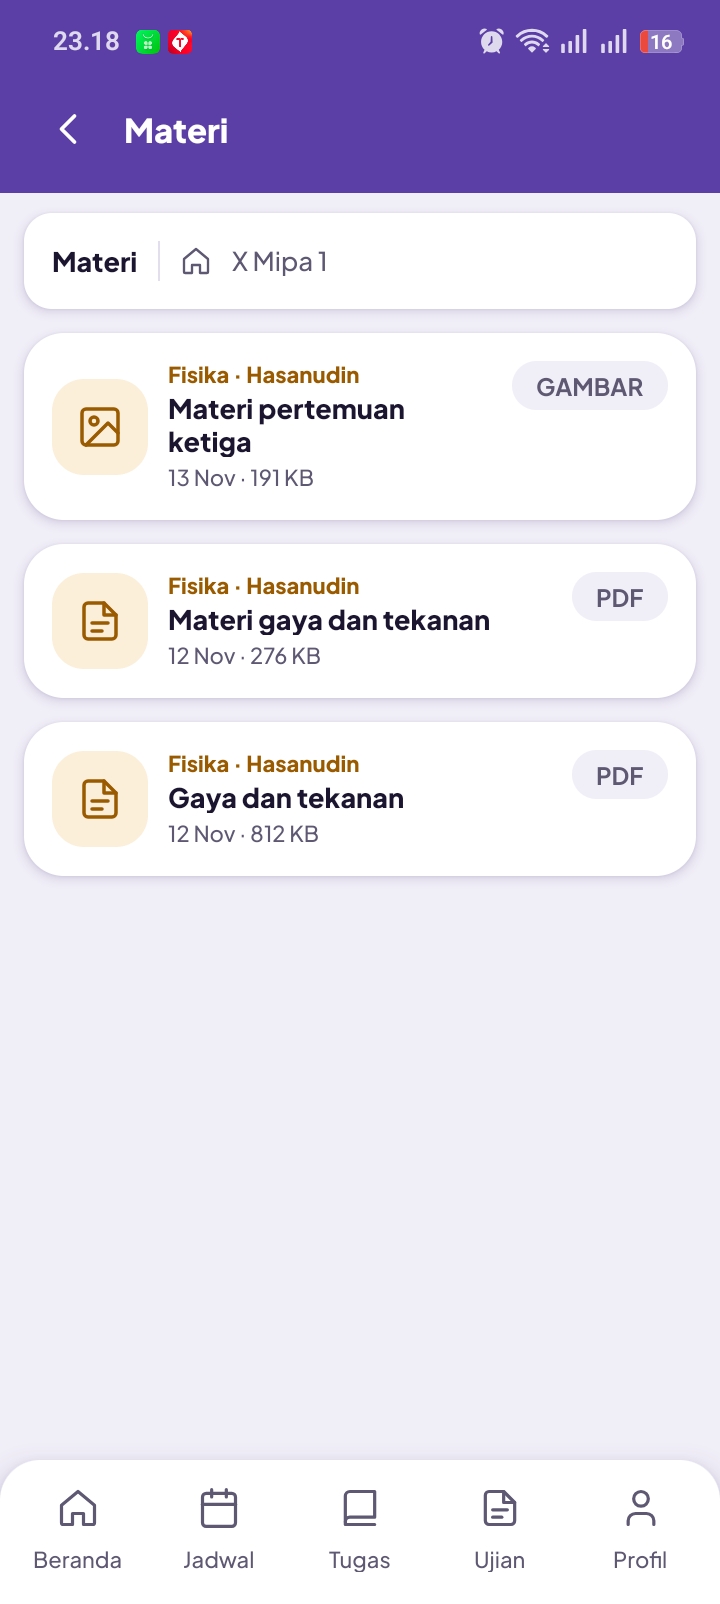 23.18
16
Materi
Materi
X Mipa 1
Fisika · Hasanudin
GAMBAR
Materi pertemuan
ketiga
13 Nov · 191 KB
Fisika · Hasanudin
PDF
Materi gaya dan tekanan
12 Nov · 276 KB
Fisika · Hasanudin
PDF
Gaya dan tekanan
12 Nov · 812 KB
Beranda
Jadwal
Tugas
Ujian
Profil